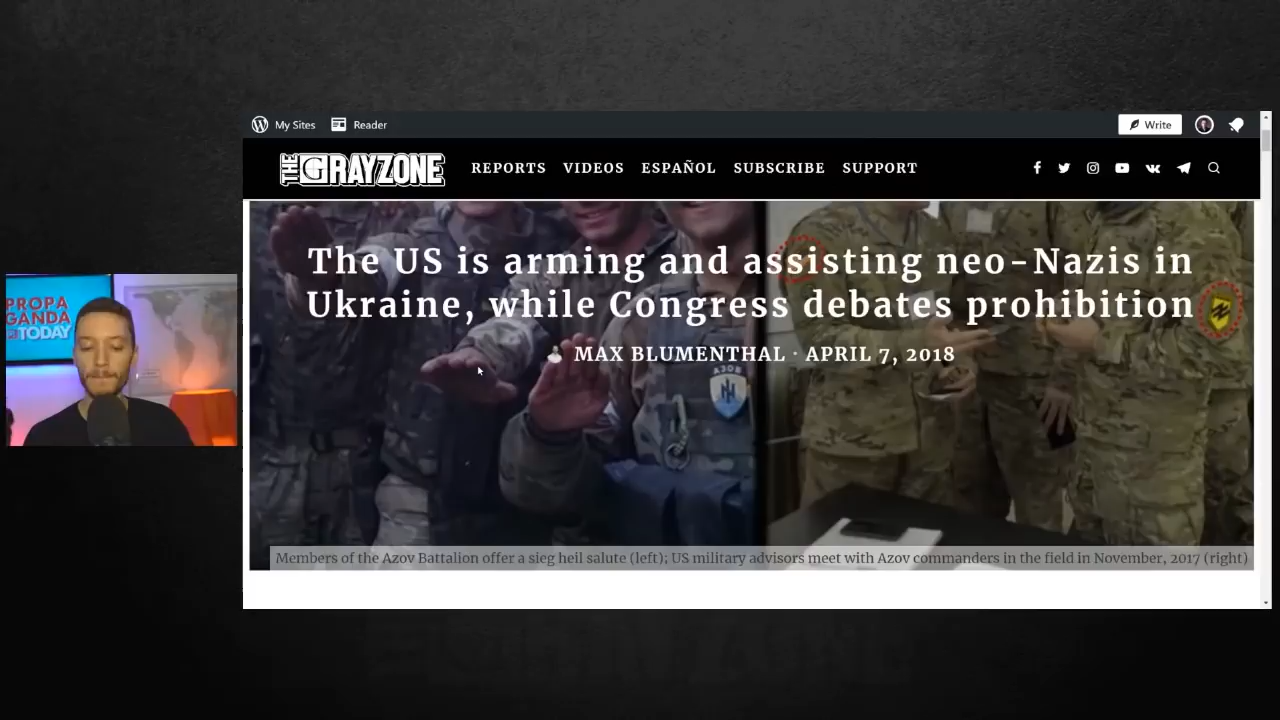 My Sites
Reader
Write
THE GRAYZONE
REPORTS VIDEOS ESPAÑOL SUBSCRIBE SUPPORT
The US is arming and assisting neo-Nazis in
Ukraine, while Congress debates prohibition
MAX BLUMENTHAL · APRIL 7, 2018
АЗОВ
Members of the Azov Battalion offer a sieg heil salute (left); US military advisors meet with Azov commanders in the field in November, 2017 (right)
PROPA
GANDA
TODAY